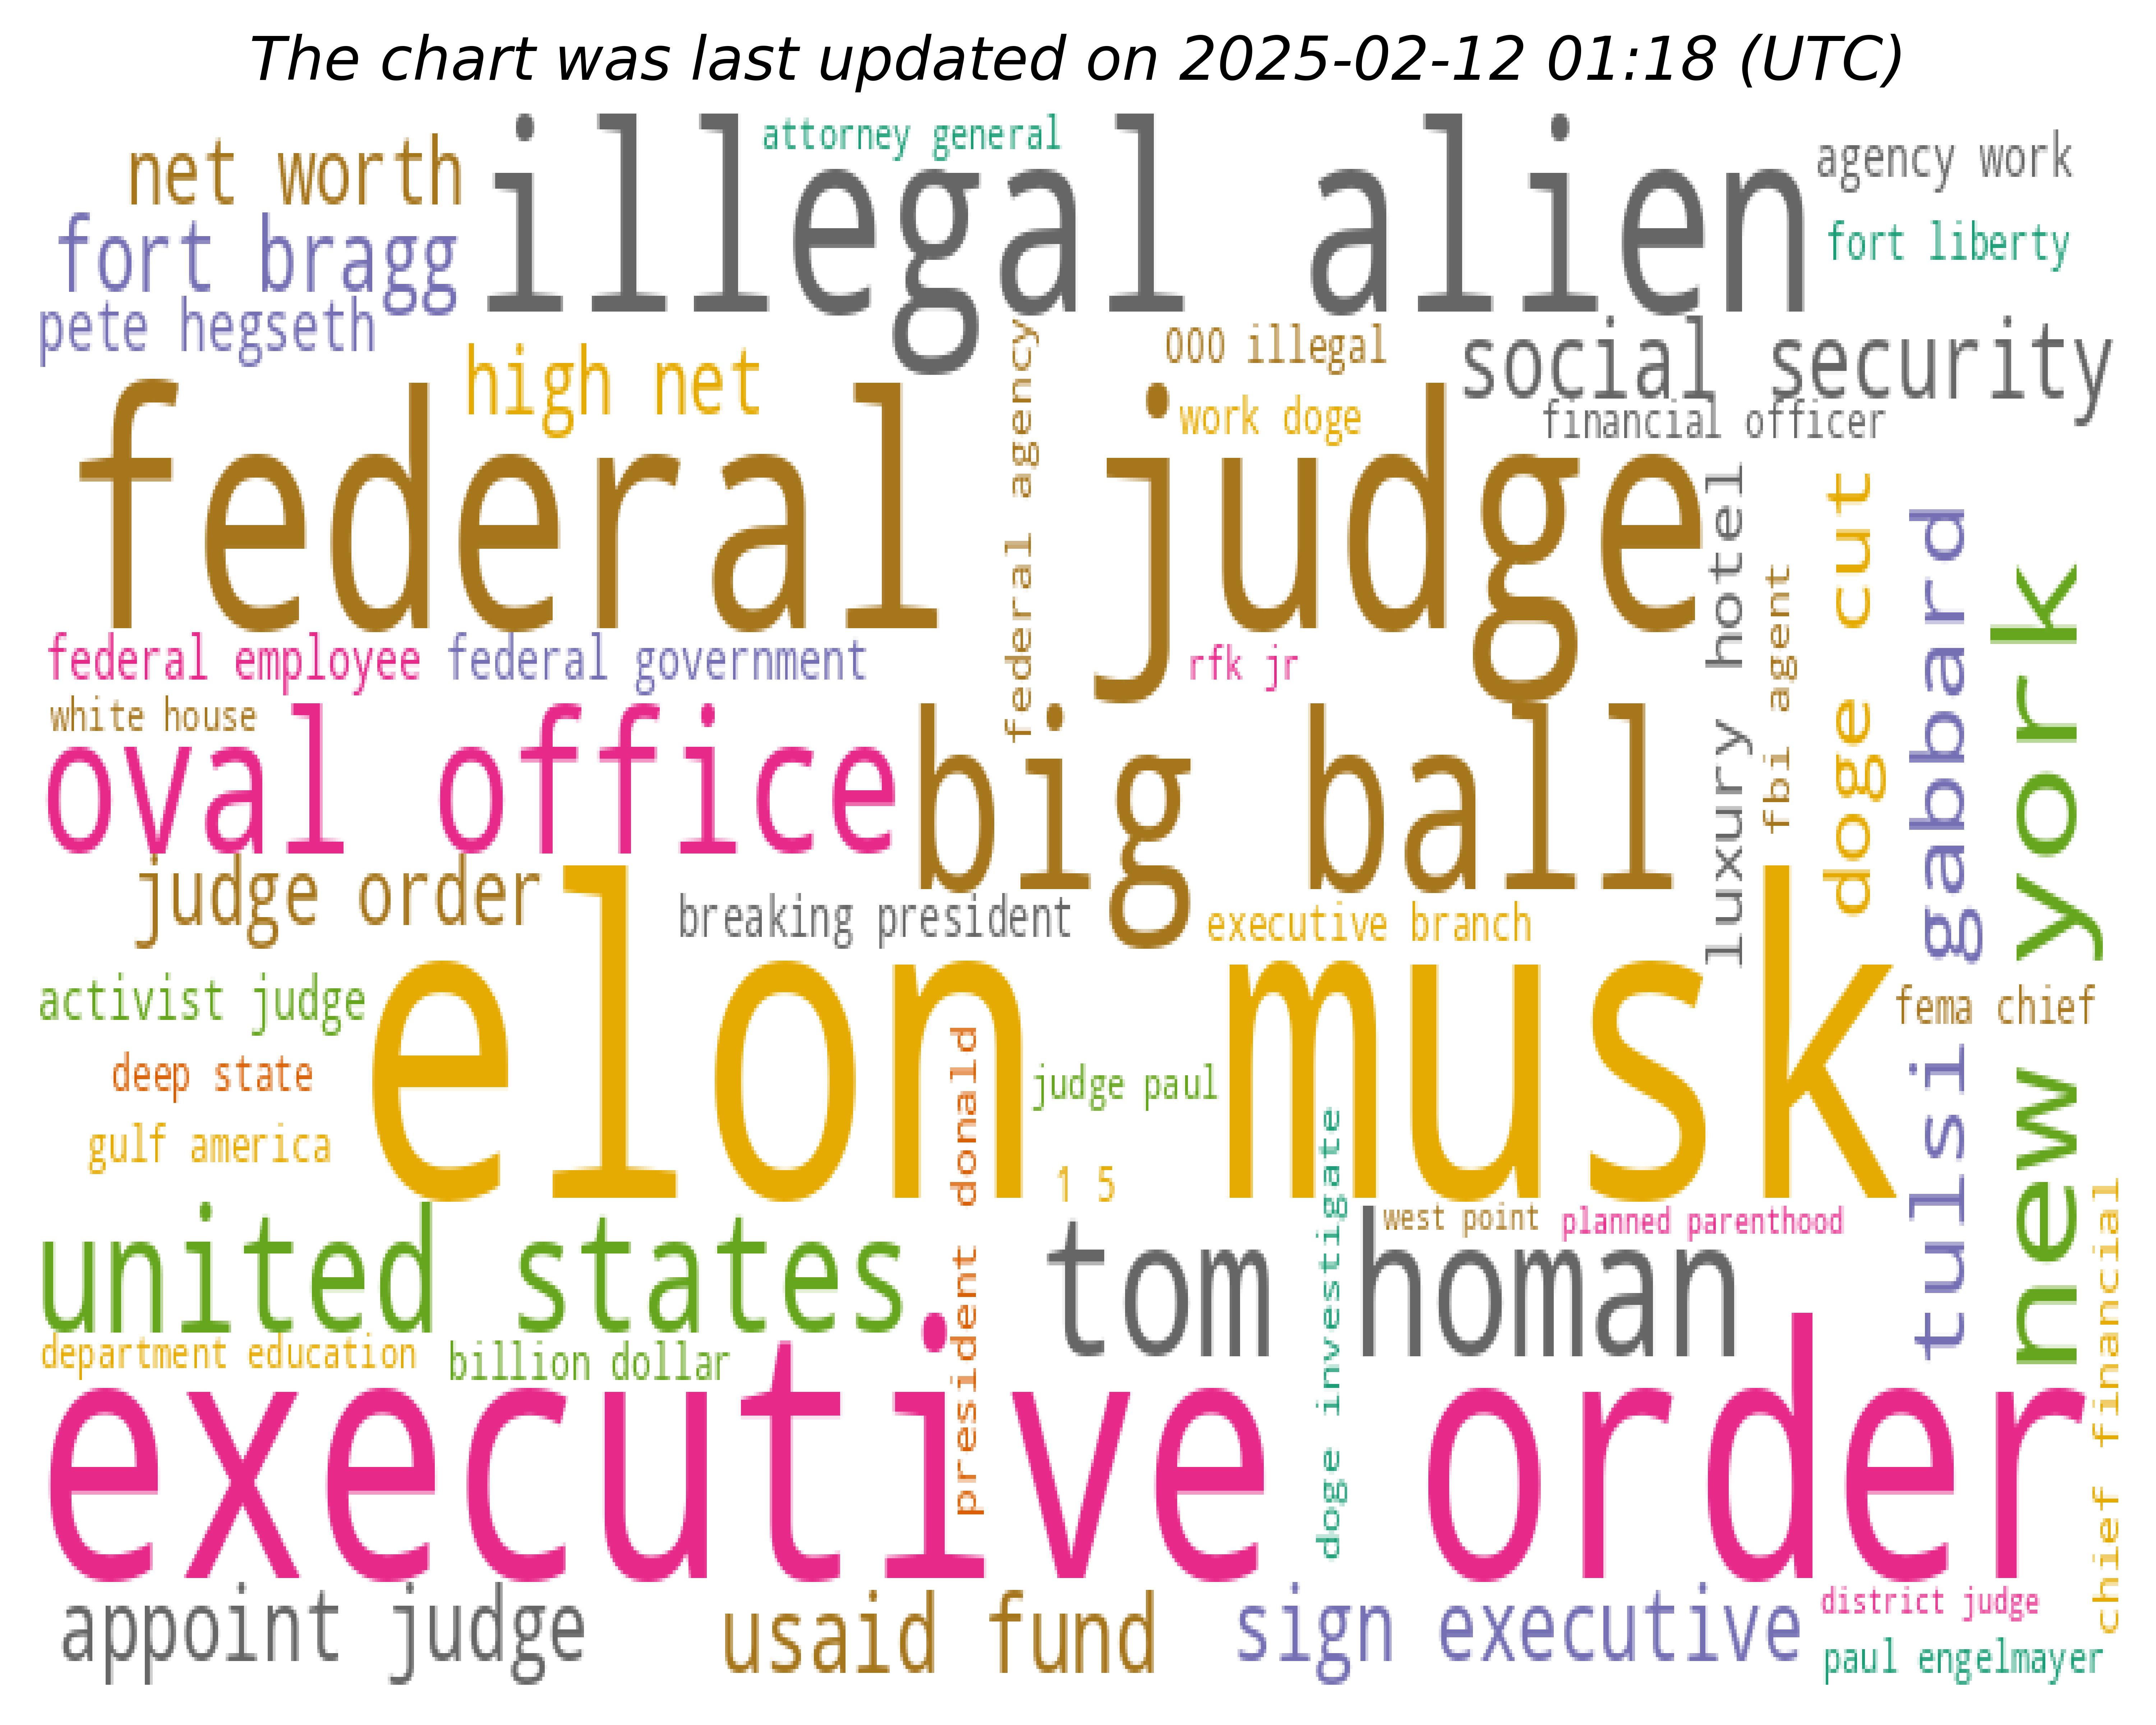 The chart was last updated on 2025-02-12 01:18 (UTC)
net worth
illegal alien
attorney general
agency work
fort bragg
fort liberty
pete hegseth
high net
federal agency
000 illegal
social security
work doge
financial officer
federal judge
luxury hotel
fbi agent
doge cut
tulsi gabbard
new york
federal employee
federal government
rfk jr
white house
oval office
big ball
judge order
breaking president
executive branch
elon musk
activist judge
fema chief
deep state
president donald
judge paul
gulf america
1 5
doge investigate
united states
tom homan
west point
planned parenthood
chief financial
department education
billion dollar
executive order
appoint judge
usaid fund
sign executive
district judge
paul engelmayer